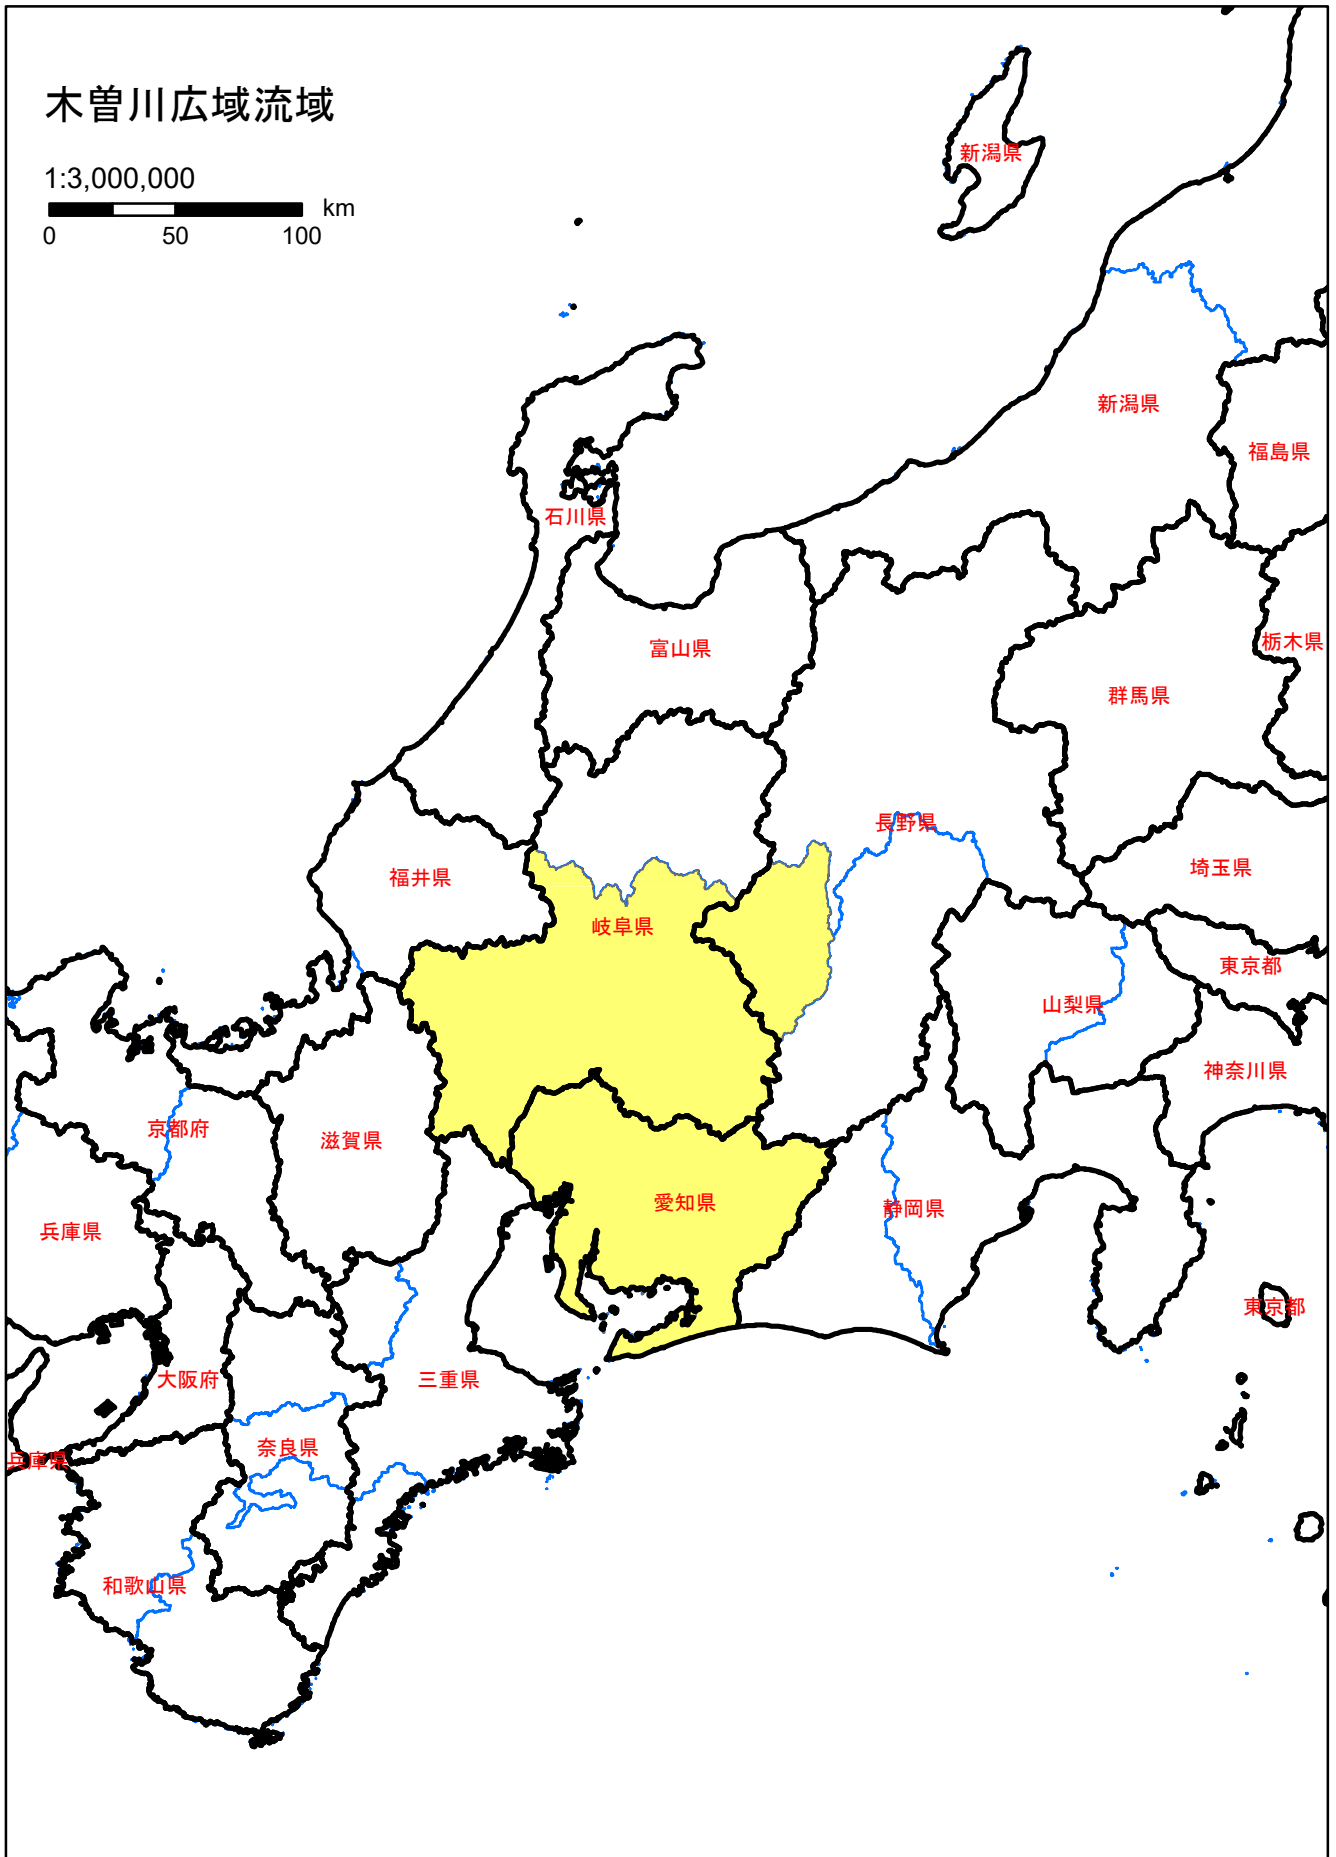 木曽川広域流域
1:3,000,000
km
0 50 100
新潟県
新潟県
福島県
石川県
栃木県
富山県
群馬県
長野県
埼玉県
福井県
岐阜県
東京都
山梨県
神奈川県
京都府
滋賀県
愛知県
静岡県
兵庫県
東京都
大阪府
三重県
奈良県
兵庫県
和歌山県